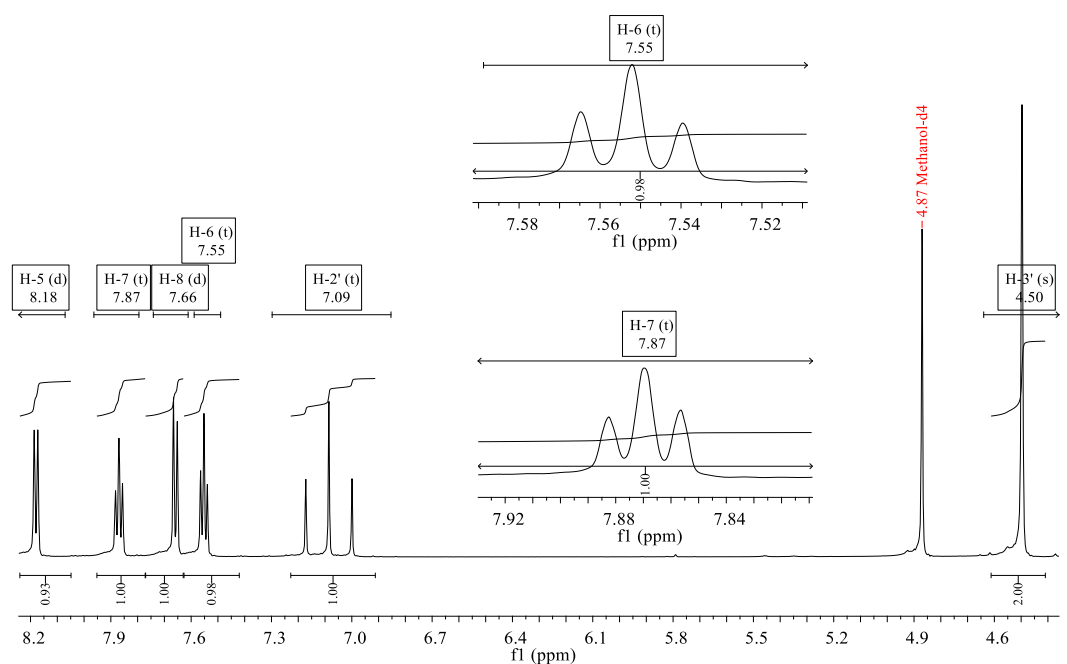 H-6 (t)
7.55
0.98
7.58 7.56 7.54 7.52
f1 (ppm)
4.87 Methanol-d4
H-6 (t)
7.55
H-5 (d)
8.18
H-7 (t)
7.87
H-8 (d)
7.66
H-2' (t)
7.09
H-3' (s)
4.50
H-7 (t)
7.87
1.00
7.92 7.88 7.84
f1 (ppm)
0.93 1.00 1.00 0.98 1.00 2.00
8.2 7.9 7.6 7.3 7.0 6.7 6.4 6.1 5.8 5.5 5.2 4.9 4.6
f1 (ppm)